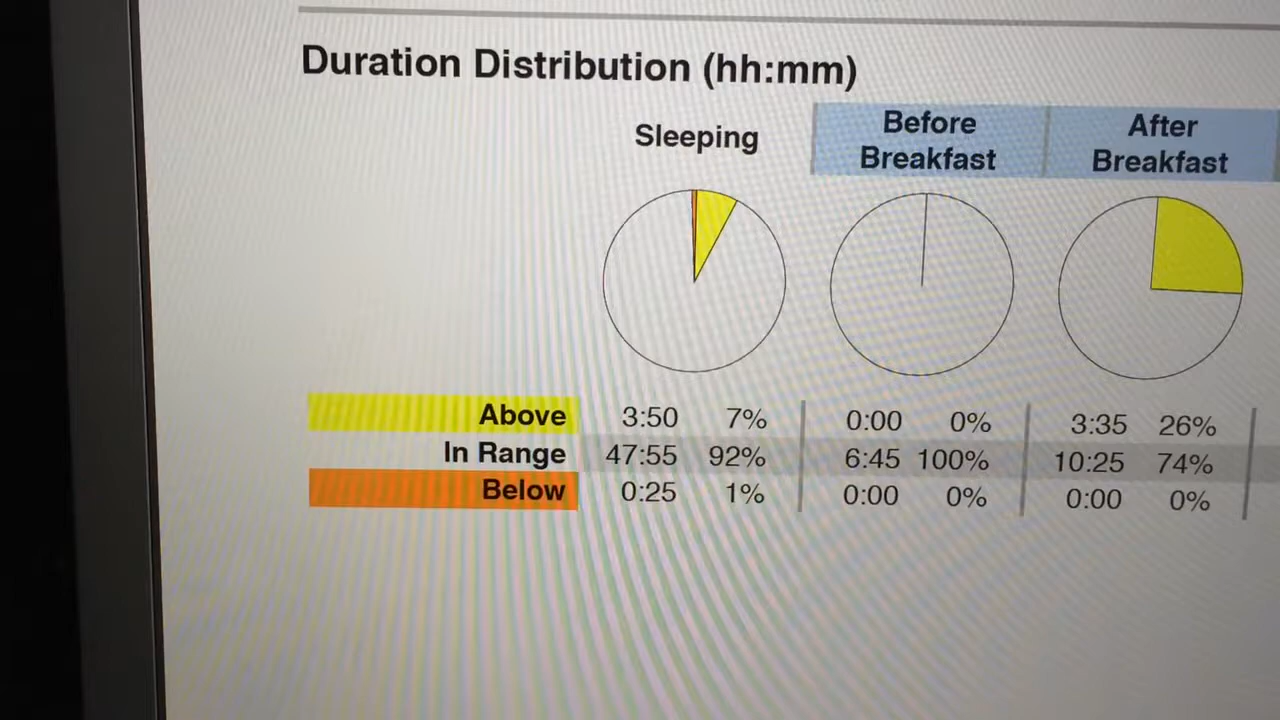 Duration Distribution (hh:mm)
Sleeping
Before
Breakfast
After
Breakfast
Above 3:50 7% 0:00 0% 3:35 26%
In Range 47:55 92% 6:45 100% 10:25 74%
Below 0:25 1% 0:00 0% 0:00 0%